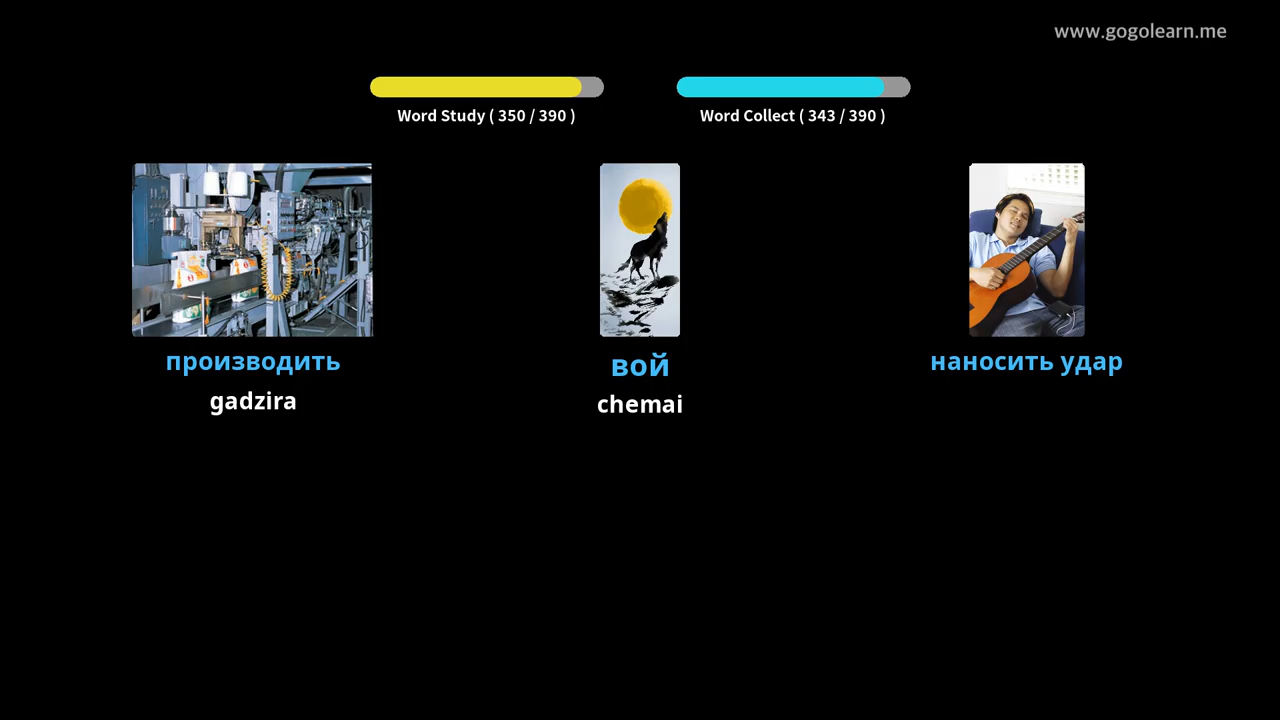 www.gogolearn.me
Word Study ( 350 / 390 )
Word Collect ( 343 / 390 )
производить
вой
наносить удар
gadzira
chemai